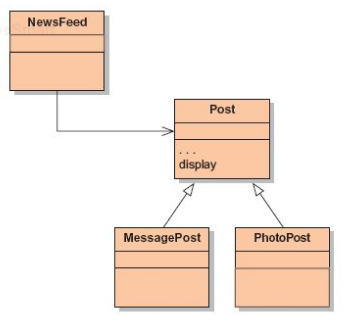 NewsFeed
Post
. . .
display
MessagePost
PhotoPost